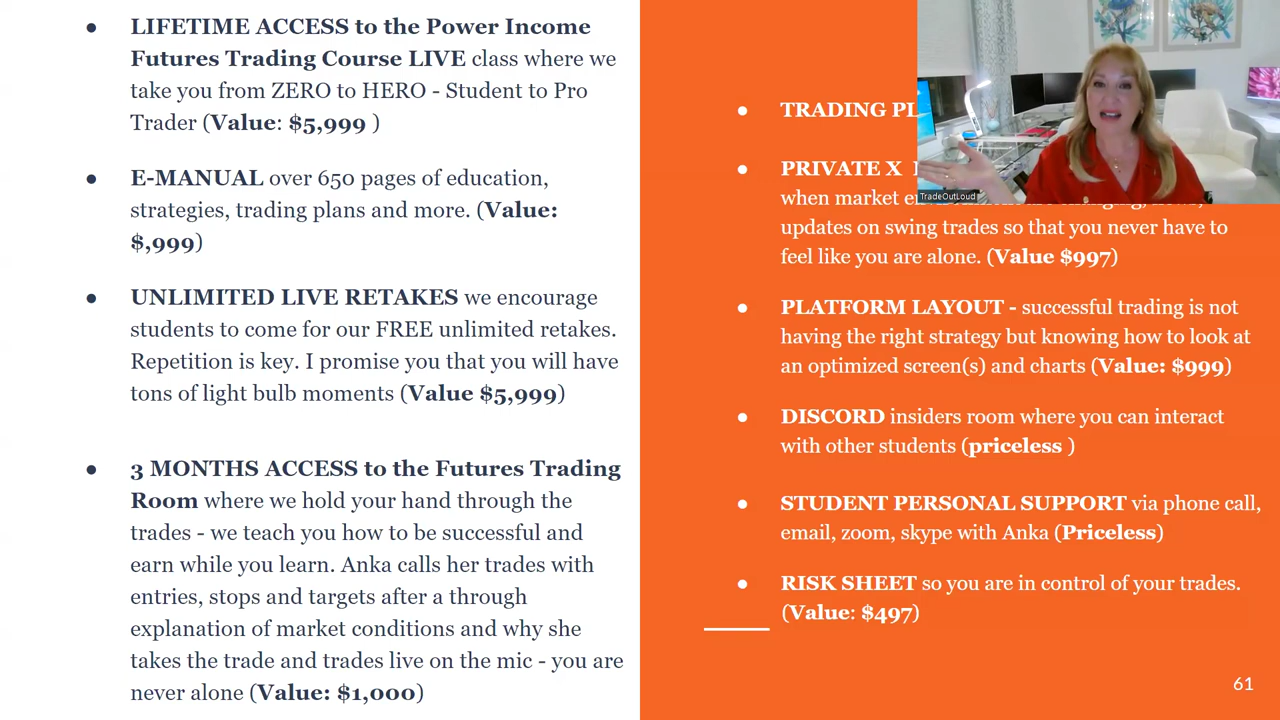 LIFETIME ACCESS to the Power Income
Futures Trading Course LIVE class where we
take you from ZERO to HERO - Student to Pro
Trader (Value: $5,999 )
E-MANUAL over 650 pages of education,
strategies, trading plans and more. (Value:
$,999)
UNLIMITED LIVE RETAKES we encourage
students to come for our FREE unlimited retakes.
Repetition is key. I promise you that you will have
tons of light bulb moments (Value $5,999)
3 MONTHS ACCESS to the Futures Trading
Room where we hold your hand through the
trades - we teach you how to be successful and
earn while you learn. Anka calls her trades with
entries, stops and targets after a through
explanation of market conditions and why she
takes the trade and trades live on the mic - you are
never alone (Value: $1,000)
TRADING
PRIVATE X
when market
updates on swing trades so that you never have to
feel like you are alone. (Value $997)
PLATFORM LAYOUT - successful trading is not
having the right strategy but knowing how to look at
an optimized screen(s) and charts (Value: $999)
DISCORD insiders room where you can interact
with other students (priceless )
STUDENT PERSONAL SUPPORT via phone call,
email, zoom, skype with Anka (Priceless)
RISK SHEET so you are in control of your trades.
(Value: $497)
61
TradeOutLoud